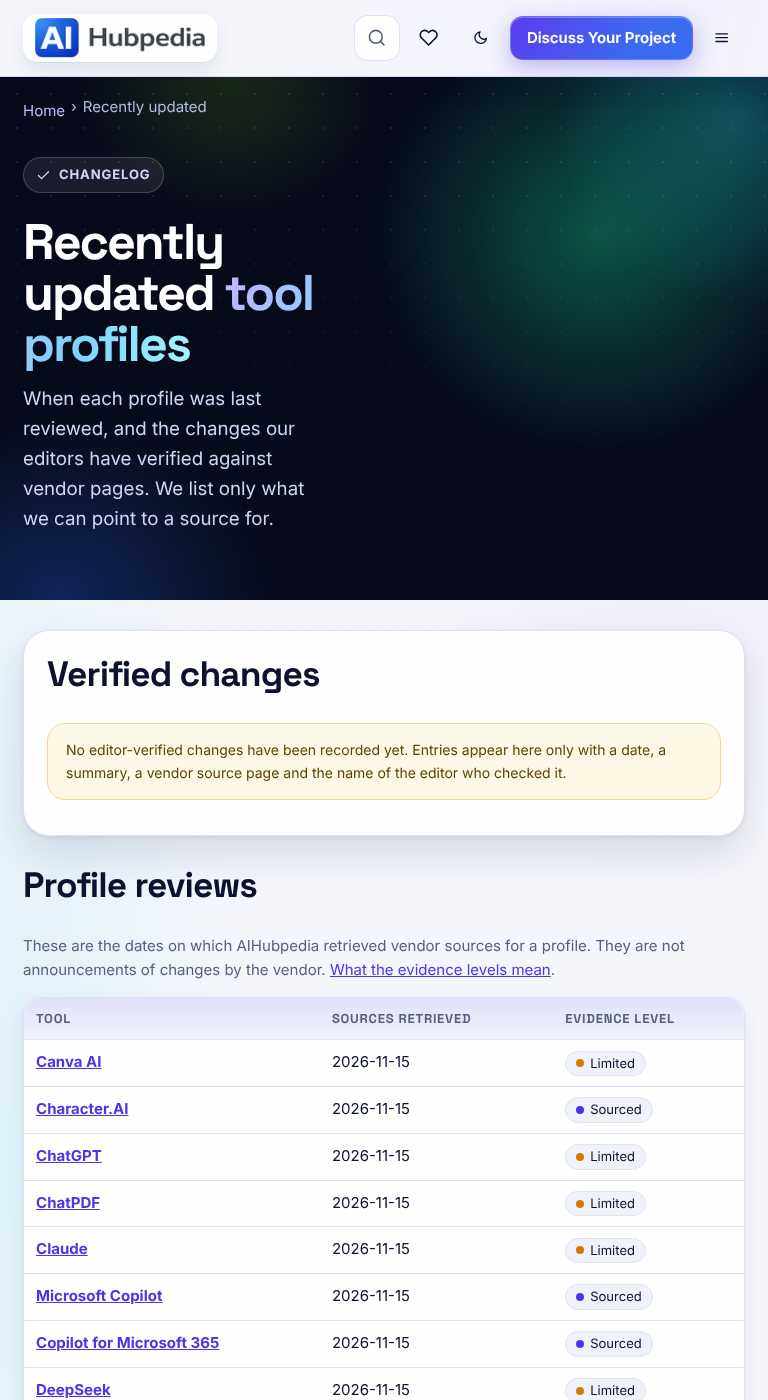 AI Hubpedia
Discuss Your Project
Home › Recently updated
CHANGELOG
Recently
updated tool
profiles
When each profile was last
reviewed, and the changes our
editors have verified against
vendor pages. We list only what
we can point to a source for.
Verified changes
No editor-verified changes have been recorded yet. Entries appear here only with a date, a
summary, a vendor source page and the name of the editor who checked it.
Profile reviews
These are the dates on which AIHubpedia retrieved vendor sources for a profile. They are not
announcements of changes by the vendor. What the evidence levels mean.
TOOL SOURCES RETRIEVED EVIDENCE LEVEL
Canva AI 2026-11-15 Limited
Character.AI 2026-11-15 Sourced
ChatGPT 2026-11-15 Limited
ChatPDF 2026-11-15 Limited
Claude 2026-11-15 Limited
Microsoft Copilot 2026-11-15 Sourced
Copilot for Microsoft 365 2026-11-15 Sourced
DeepSeek 2026-11-15 Limited